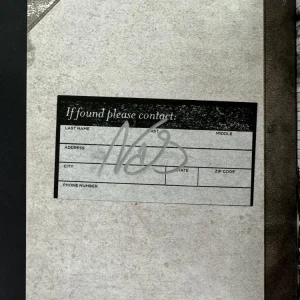 If found please contact:
LAST NAME MIDDLE
ADDRESS
CITY STATE ZIP CODE
PHONE NUMBER